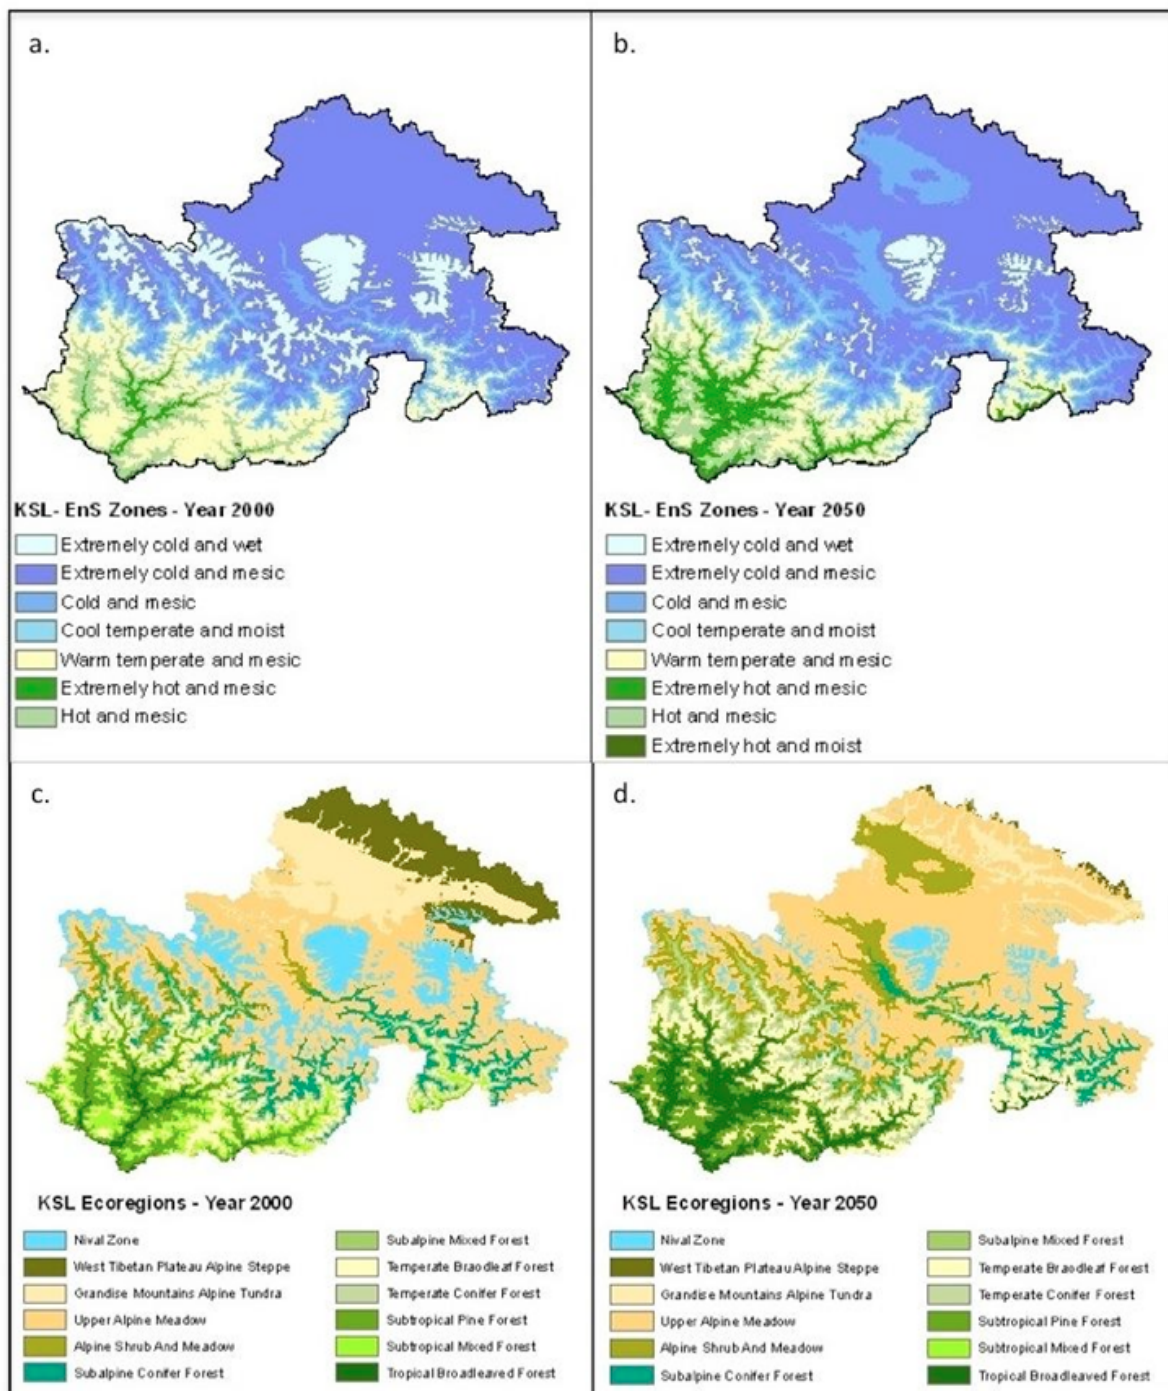 a.
b.
KSL- EnS Zones - Year 2000
Extremely cold and wet
Extremely cold and mesic
Cold and mesic
Cool temperate and moist
Warm temperate and mesic
Extremely hot and mesic
Hot and mesic
KSL- EnS Zones - Year 2050
Extremely cold and wet
Extremely cold and mesic
Cold and mesic
Cool temperate and moist
Warm temperate and mesic
Extremely hot and mesic
Hot and mesic
Extremely hot and moist
c.
d.
KSL Ecoregions - Year 2000
Nival Zone
West Tibetan Plateau Alpine Steppe
Grandise Mountains Alpine Tundra
Upper Alpine Meadow
Alpine Shrub And Meadow
Subalpine Conifer Forest
Subalpine Mixed Forest
Temperate Braodleaf Forest
Temperate Conifer Forest
Subtropical Pine Forest
Subtropical Mixed Forest
Tropical Broadleaved Forest
KSL Ecoregions - Year 2050
Nival Zone
West Tibetan Plateau Alpine Steppe
Grandise Mountains Alpine Tundra
Upper Alpine Meadow
Alpine Shrub And Meadow
Subalpine Conifer Forest
Subalpine Mixed Forest
Temperate Braodleaf Forest
Temperate Conifer Forest
Subtropical Pine Forest
Subtropical Mixed Forest
Tropical Broadleaved Forest